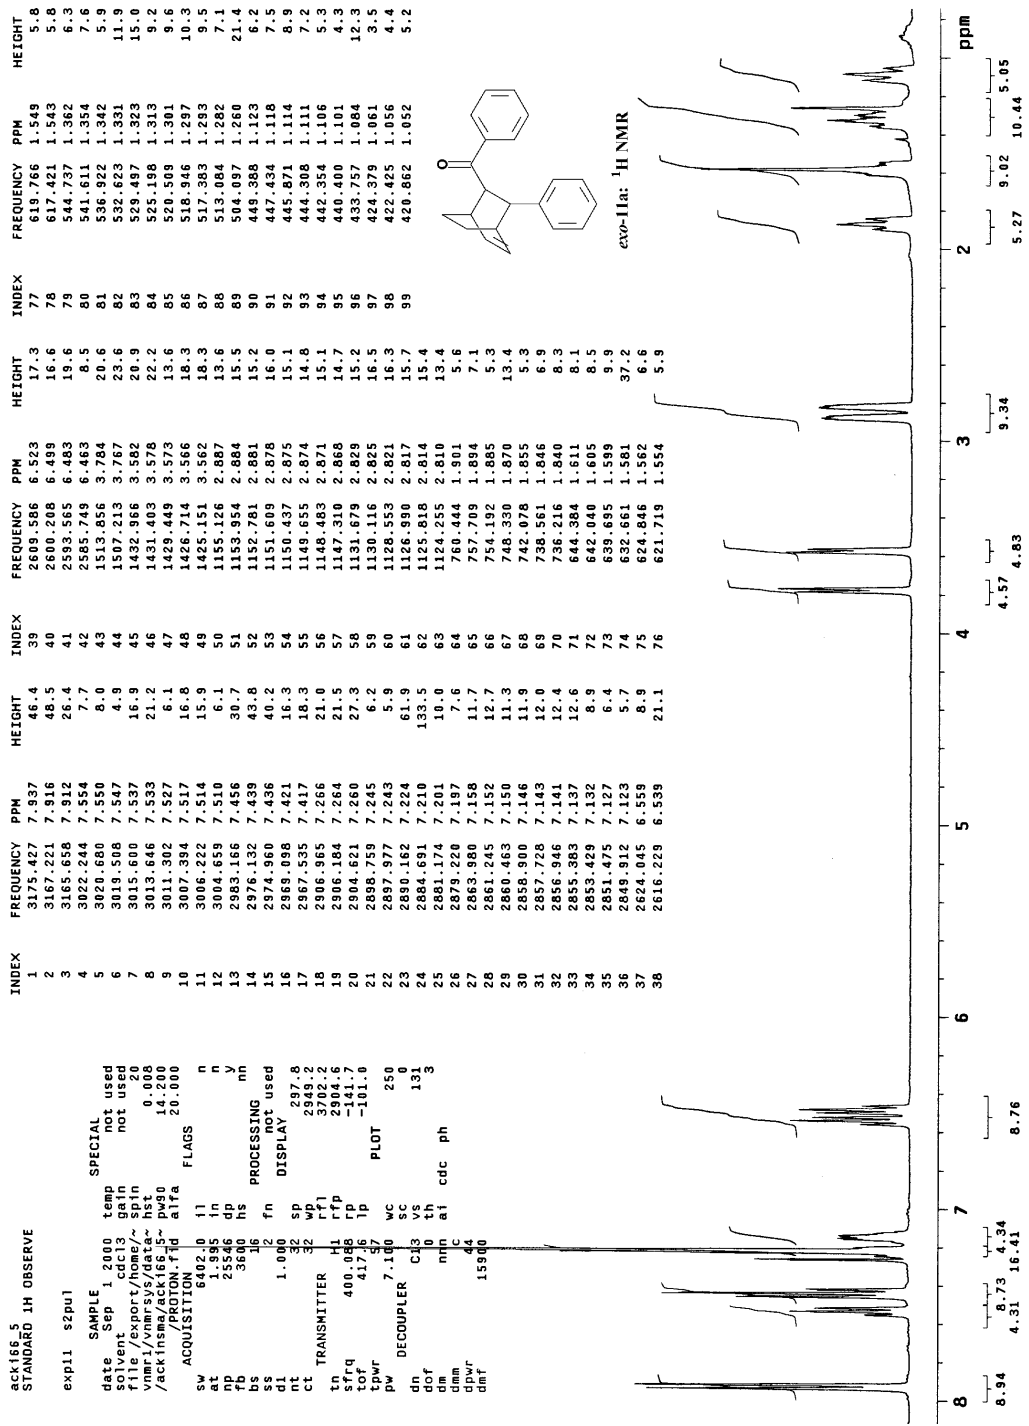 acki66_5
STANDARD 1H OBSERVE
exp11 s2pul
SAMPLE SPECIAL
date Sep 1 2000 temp not used
solvent cdcl3 gain not used
file /export/home/~ spin 20
vnmr1/vnmrsys/data~ hst 0.008
/ackinsma/acki66_5~ pw90 14.200
/PROTON.fid alfa 20.000
ACQUISITION FLAGS
sw 6402.0 il n
at 1.995 in n
np 25546 dp y
fb 3600 hs nn
bs 16 PROCESSING
ss 2 fn not used
d1 1.000 DISPLAY
nt 32 sp 297.8
ct 32 wp 2949.2
TRANSMITTER rfl 3702.2
tn H1 rfp 2904.6
sfrq 400.088 rp -141.7
tof 417.6 lp -101.0
tpwr 57 PLOT
pw 7.100 wc 250
DECOUPLER sc 0
dn C13 vs 131
dof 0 th 3
dm nnn ai cdc ph
dmm c
dpwr 44
dmf 15900
INDEX FREQUENCY PPM HEIGHT
1 3175.427 7.937 46.4
2 3167.221 7.916 48.5
3 3165.658 7.912 26.4
4 3022.244 7.554 7.7
5 3020.680 7.550 8.0
6 3019.508 7.547 4.9
7 3015.600 7.537 16.9
8 3013.646 7.533 21.2
9 3011.302 7.527 6.1
10 3007.394 7.517 16.8
11 3006.222 7.514 15.9
12 3004.659 7.510 6.1
13 2983.166 7.456 30.7
14 2976.132 7.439 43.8
15 2974.960 7.436 40.2
16 2969.098 7.421 16.3
17 2967.535 7.417 18.3
18 2906.965 7.266 21.0
19 2906.184 7.264 21.5
20 2904.621 7.260 27.3
21 2898.759 7.245 6.2
22 2897.977 7.243 5.9
23 2890.162 7.224 61.9
24 2884.691 7.210 133.5
25 2881.174 7.201 10.0
26 2879.220 7.197 7.6
27 2863.980 7.158 11.7
28 2861.245 7.152 12.7
29 2860.463 7.150 11.3
30 2858.900 7.146 11.9
31 2857.728 7.143 12.0
32 2856.946 7.141 12.4
33 2855.383 7.137 12.6
34 2853.429 7.132 8.9
35 2851.475 7.127 6.4
36 2849.912 7.123 5.7
37 2624.045 6.559 8.9
38 2616.229 6.539 21.1
INDEX FREQUENCY PPM HEIGHT
39 2609.586 6.523 17.3
40 2600.208 6.499 16.6
41 2593.565 6.483 19.6
42 2585.749 6.463 8.5
43 1513.856 3.784 20.6
44 1507.213 3.767 23.6
45 1432.966 3.582 20.9
46 1431.403 3.578 22.2
47 1429.449 3.573 13.6
48 1426.714 3.566 18.3
49 1425.151 3.562 18.3
50 1155.126 2.887 13.6
51 1153.954 2.884 15.5
52 1152.781 2.881 15.2
53 1151.609 2.878 16.0
54 1150.437 2.875 15.1
55 1149.655 2.874 14.8
56 1148.483 2.871 15.1
57 1147.310 2.868 14.7
58 1131.679 2.829 15.2
59 1130.116 2.825 16.5
60 1128.553 2.821 16.3
61 1126.990 2.817 15.7
62 1125.818 2.814 15.4
63 1124.255 2.810 13.4
64 760.444 1.901 5.6
65 757.709 1.894 7.1
66 754.192 1.885 5.3
67 748.330 1.870 13.4
68 742.078 1.855 5.3
69 738.561 1.846 6.9
70 736.216 1.840 8.3
71 644.384 1.611 8.1
72 642.040 1.605 8.5
73 639.695 1.599 9.9
74 632.661 1.581 37.2
75 624.846 1.562 6.6
76 621.719 1.554 5.9
INDEX FREQUENCY PPM HEIGHT
77 619.766 1.549 5.8
78 617.421 1.543 5.8
79 544.737 1.362 6.3
80 541.611 1.354 7.6
81 536.922 1.342 5.9
82 532.623 1.331 11.9
83 529.497 1.323 15.0
84 525.198 1.313 9.2
85 520.509 1.301 9.6
86 518.946 1.297 10.3
87 517.383 1.293 9.5
88 513.084 1.282 7.1
89 504.097 1.260 21.4
90 449.388 1.123 6.2
91 447.434 1.118 7.5
92 445.871 1.114 8.9
93 444.308 1.111 7.2
94 442.354 1.106 5.3
95 440.400 1.101 4.3
96 433.757 1.084 12.3
97 424.379 1.061 3.5
98 422.425 1.056 4.4
99 420.862 1.052 5.2
O
exo-11a: ¹H NMR
8 7 6 5 4 3 2 ppm
8.94 8.73 4.34 8.76 4.57 9.34 9.02 5.05
4.31 16.41 4.83 5.27 10.44